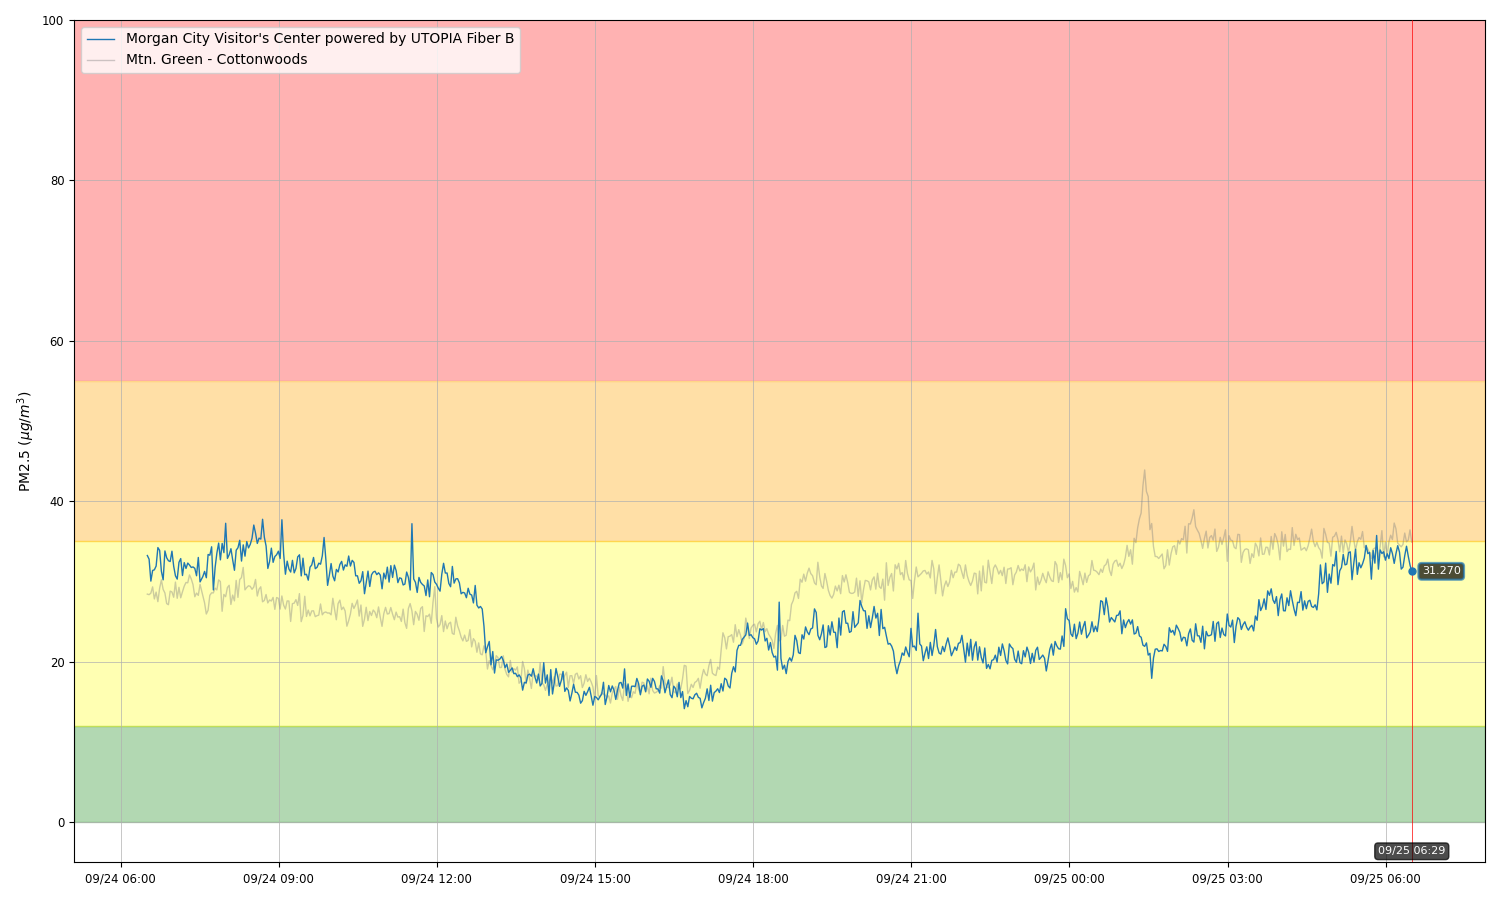 100
Morgan City Visitor's Center powered by UTOPIA Fiber B
Mtn. Green - Cottonwoods
80
60
40
20
0
PM2.5 (μg/m³)
31.270
09/25 06:29
09/24 06:00 09/24 09:00 09/24 12:00 09/24 15:00 09/24 18:00 09/24 21:00 09/25 00:00 09/25 03:00 09/25 06:00